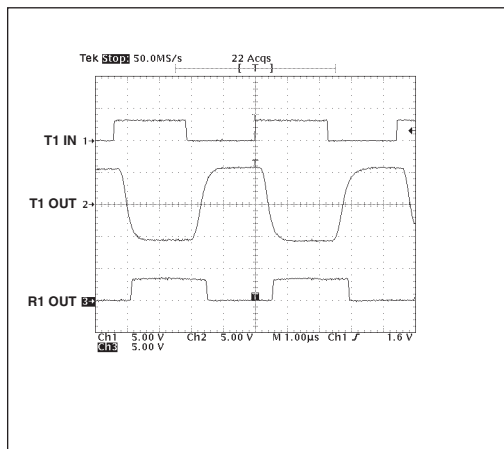 Tek Stop: 50.0MS/s 22 Acqs
[ T ]
T1 IN 1
T1 OUT 2
T
R1 OUT 3
Ch1 5.00 V Ch2 5.00 V M 1.00μs Ch1 1.6 V
Ch3 5.00 V